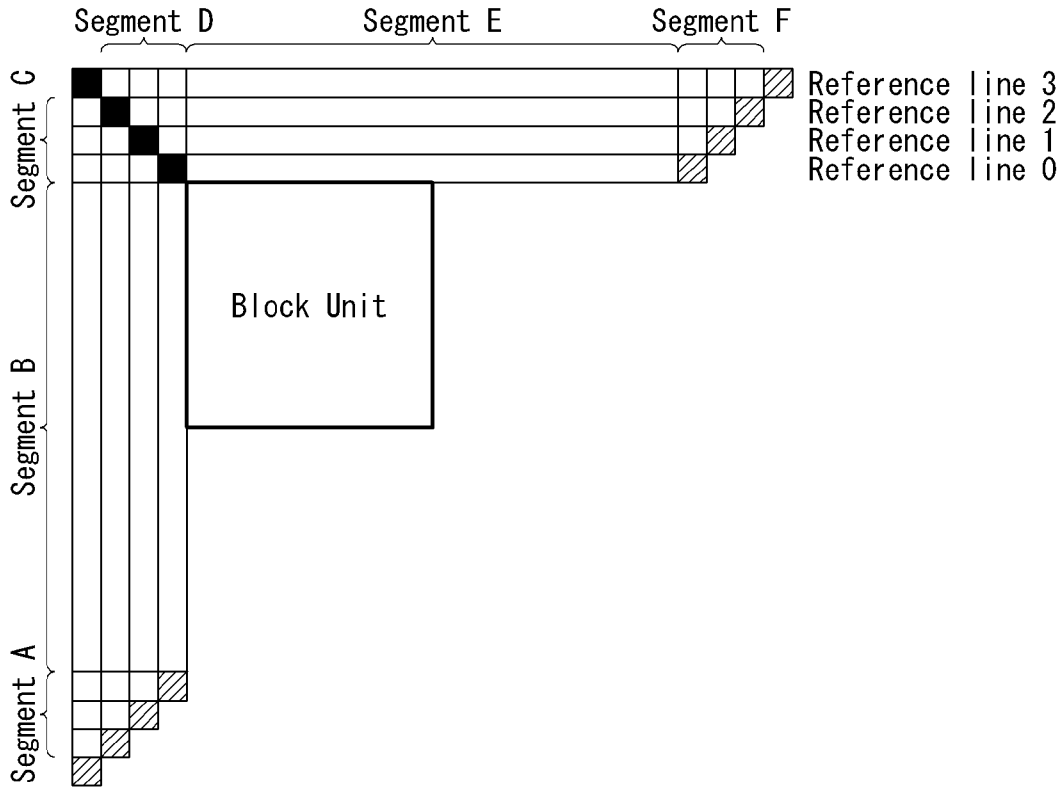 Segment D
Segment E
Segment F
Segment C
Reference line 3
Reference line 2
Reference line 1
Reference line 0
Block Unit
Segment B
Segment A